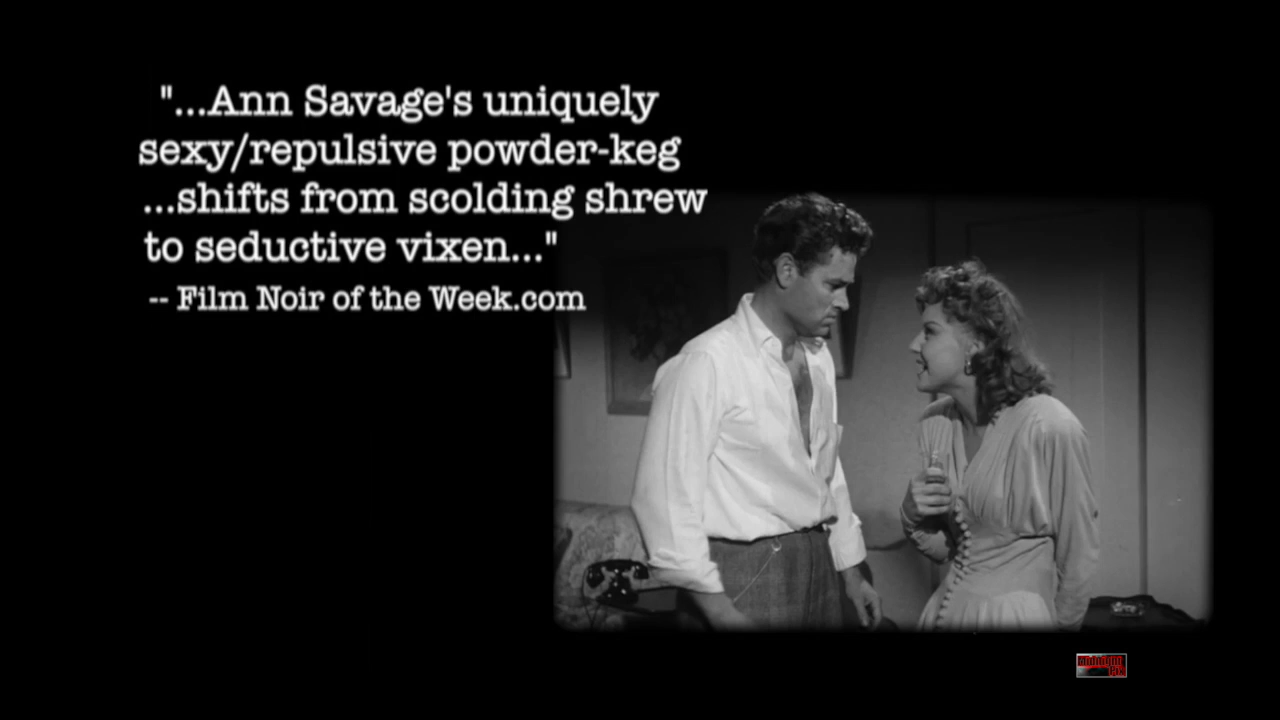 "...Ann Savage's uniquely
sexy/repulsive powder-keg
...shifts from scolding shrew
to seductive vixen..."
-- Film Noir of the Week.com